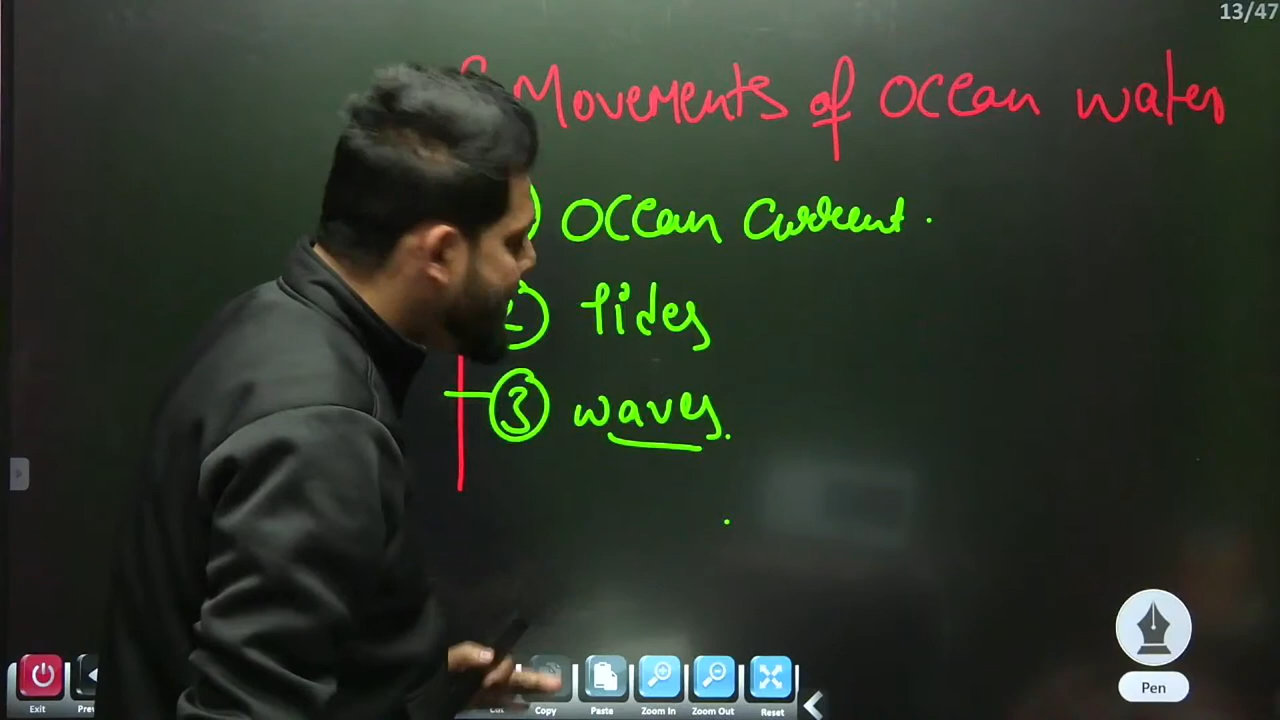 13/47
Movements of Ocean water
Ocean Current.
2 Tides
3 waves.
Pen
Exit
Copy
Paste
Zoom In
Zoom Out
Reset